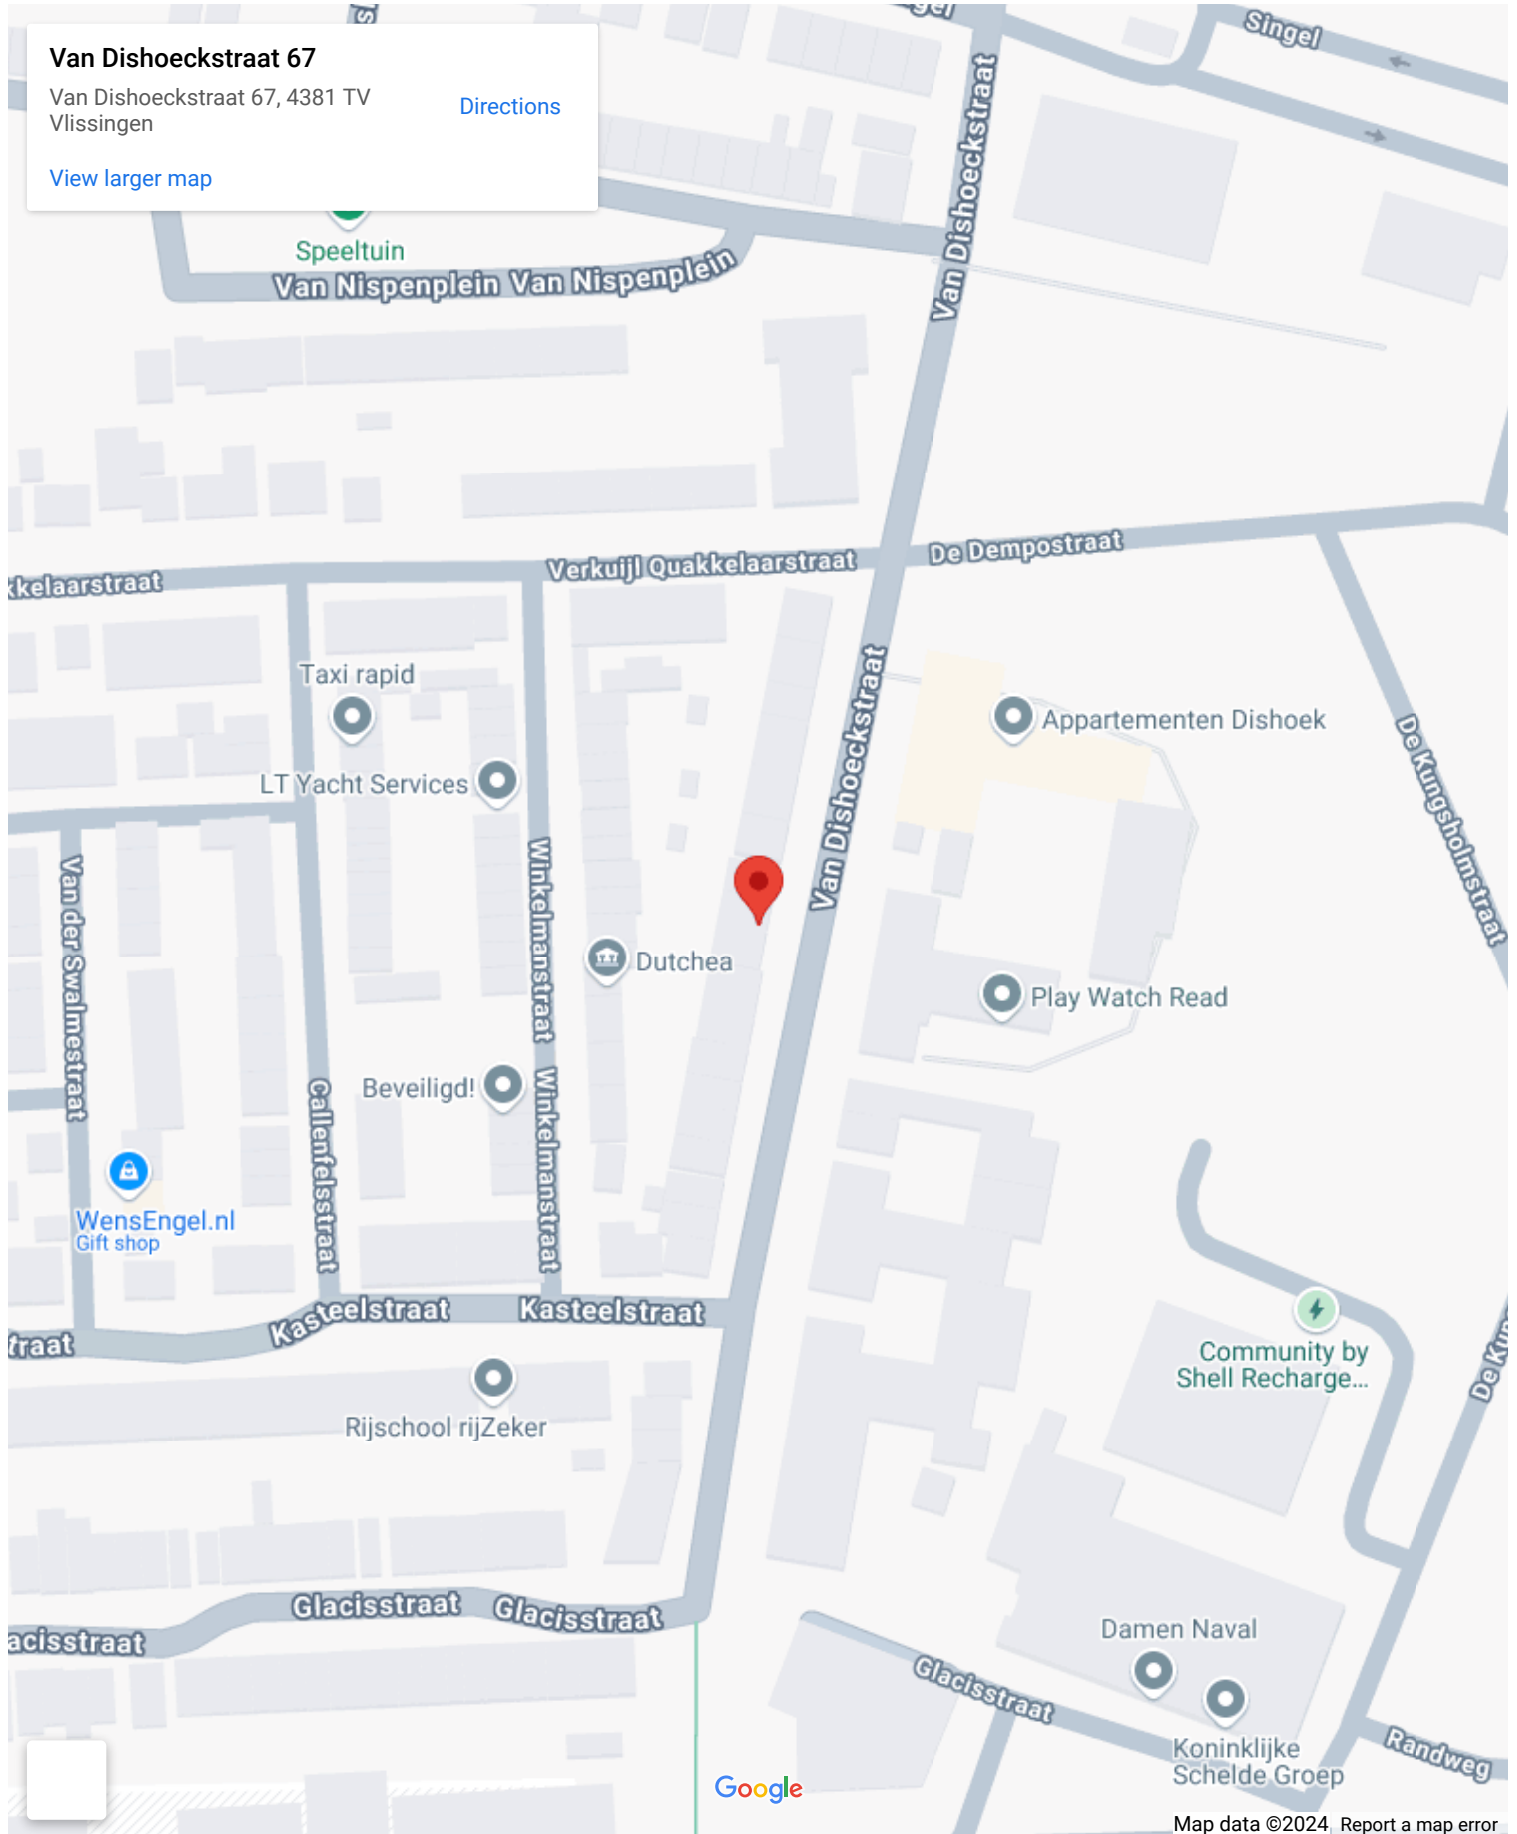 Van Dishoeckstraat 67
Van Dishoeckstraat 67, 4381 TV
Vlissingen
Directions
View larger map
Singel
Van Dishoeckstraat
Speeltuin
Van Nispenplein
Van Nispenplein
Verkuijl Quakkelaarstraat
De Dempostraat
kkelaarstraat
Taxi rapid
Van Dishoeckstraat
Appartementen Dishoek
LT Yacht Services
De Kungsholmstraat
Van der Swalmestraat
Winkelmanstraat
Dutchea
Play Watch Read
Beveiligd!
Callenfelsstraat
Winkelmanstraat
WensEngel.nl
Gift shop
Kasteelstraat
Kasteelstraat
traat
Community by
Shell Recharge...
De Kun
Rijschool rijZeker
Glacisstraat
Glacisstraat
acisstraat
Damen Naval
Glacisstraat
Koninklijke
Schelde Groep
Randweg
Google
Map data ©2024
Report a map error